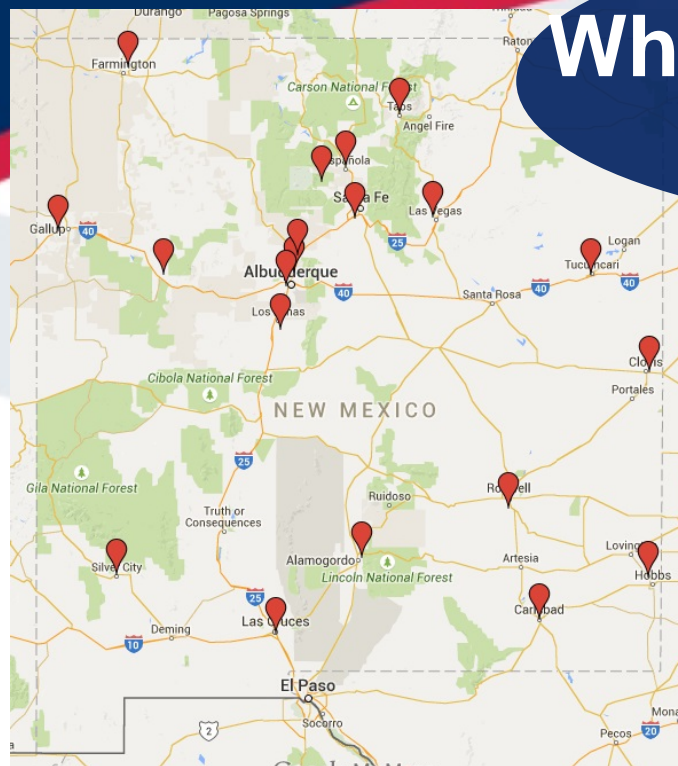 Durango
Pagosa Springs
Wh
Raton
Farmington
Carson National Forest
Taos
Angel Fire
Española
Santa Fe
Las Vegas
Gallup
40
25
Logan
Tucumcari
Albuquerque
40
40
40
Santa Rosa
Los Lunas
Clovis
Cibola National Forest
Portales
NEW MEXICO
25
Gila National Forest
Roswell
Ruidoso
Truth or
Consequences
Alamogordo
Artesia
Loving
Silver City
Lincoln National Forest
Hobbs
25
Carlsbad
Las Cruces
Deming
10
El Paso
Socorro
Mona
2
20
Pecos